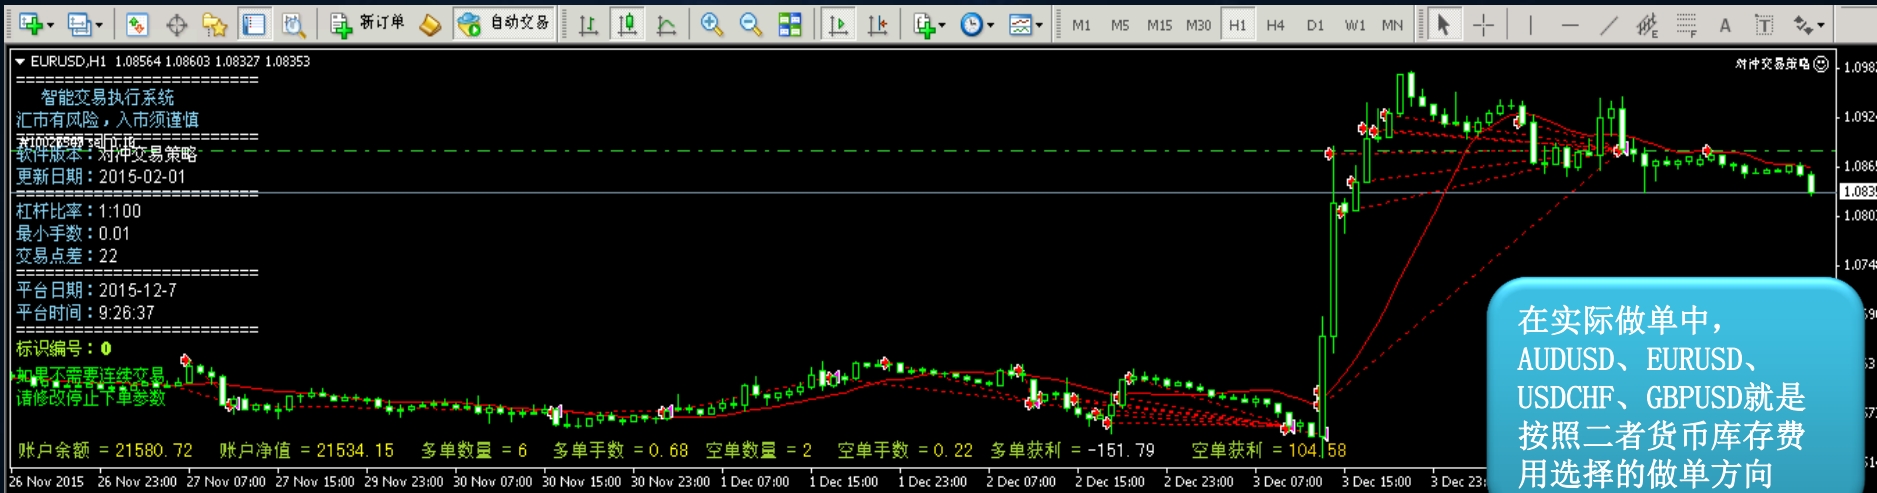 新订单 自动交易 M1 M5 M15 M30 H1 H4 D1 W1 MN
EURUSD,H1 1.08564 1.08603 1.08327 1.08353
对冲交易策略
智能交易执行系统
汇市有风险，入市须谨慎
软件版本：对冲交易策略
更新日期：2015-02-01
杠杆比率：1:100
最小手数：0.01
交易点差：22
平台日期：2015-12-7
平台时间：9:26:37
标识编号：0
如果不需要连续交易
请修改停止下单参数
账户余额 = 21580.72 账户净值 = 21534.15 多单数量 = 6 多单手数 = 0.68 空单数量 = 2 空单手数 = 0.22 多单获利 = -151.79 空单获利 = 104.58
26 Nov 2015 26 Nov 23:00 27 Nov 07:00 27 Nov 15:00 29 Nov 23:00 30 Nov 07:00 30 Nov 15:00 30 Nov 23:00 1 Dec 07:00 1 Dec 15:00 1 Dec 23:00 2 Dec 07:00 2 Dec 15:00 2 Dec 23:00 3 Dec 07:00 3 Dec 15:00 3 Dec 23:
在实际做单中，
AUDUSD、EURUSD、
USDCHF、GBPUSD就是
按照二者货币库存费
用选择的做单方向